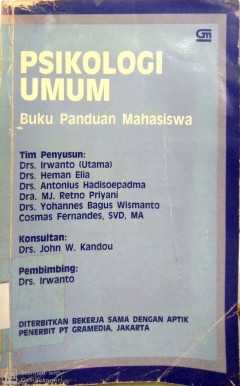 GM
PSIKOLOGI
UMUM
Buku Panduan Mahasiswa
Tim Penyusun:
Drs. Irwanto (Utama)
Drs. Heman Elia
Drs. Antonius Hadisoepadma
Dra. MJ. Retno Priyani
Drs. Yohannes Bagus Wismanto
Cosmas Fernandes, SVD, MA
Konsultan:
Drs. John W. Kandou
Pembimbing:
Drs. Irwanto
DITERBITKAN BEKERJA SAMA DENGAN APTIK
PENERBIT PT GRAMEDIA, JAKARTA